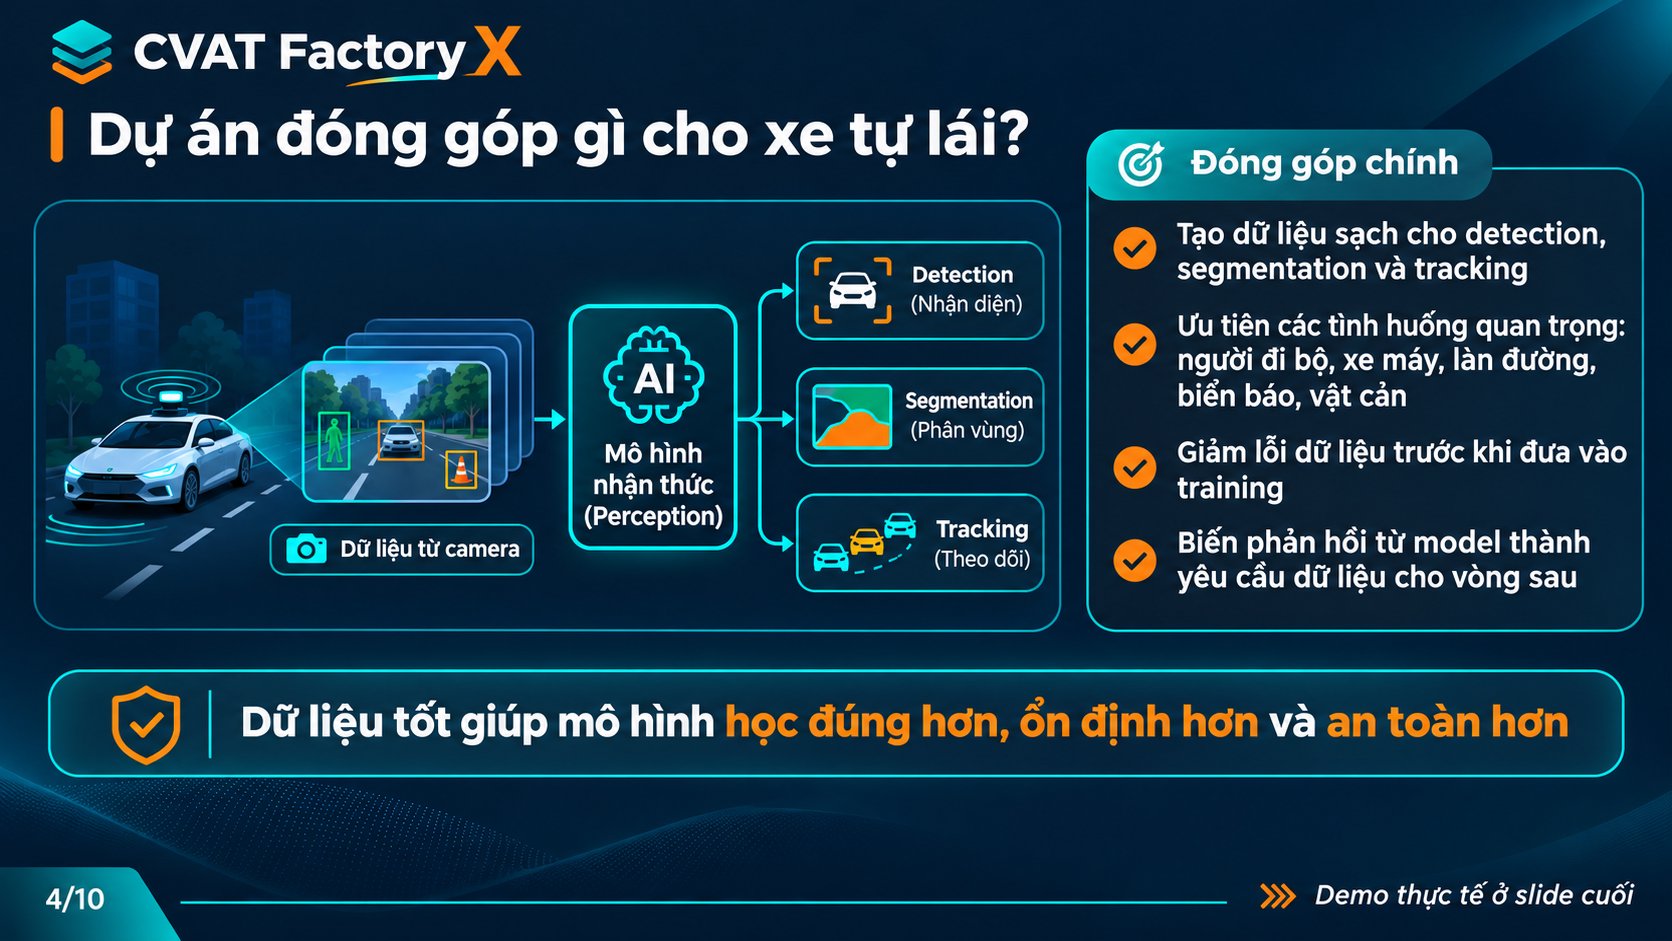 CVAT Factory X
Dự án đóng góp gì cho xe tự lái?
Dữ liệu từ camera
AI
Mô hình
nhận thức
(Perception)
Detection
(Nhận diện)
Segmentation
(Phân vùng)
Tracking
(Theo dõi)
Đóng góp chính
Tạo dữ liệu sạch cho detection,
segmentation và tracking
Ưu tiên các tình huống quan trọng:
người đi bộ, xe máy, làn đường,
biển báo, vật cản
Giảm lỗi dữ liệu trước khi đưa vào
training
Biến phản hồi từ model thành
yêu cầu dữ liệu cho vòng sau
Dữ liệu tốt giúp mô hình học đúng hơn, ổn định hơn và an toàn hơn
4/10
Demo thực tế ở slide cuối